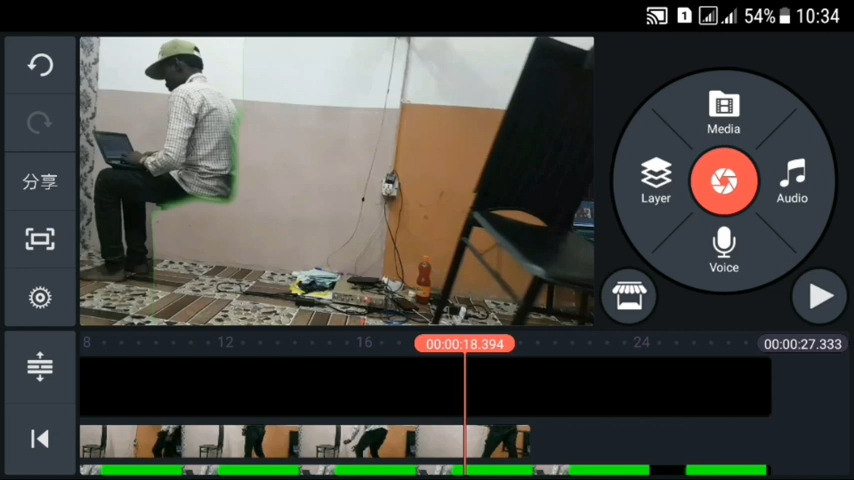 1 54% 10:34
Media
分享
Layer
Audio
Voice
8 12 16 00:00:18.394 24 00:00:27.333